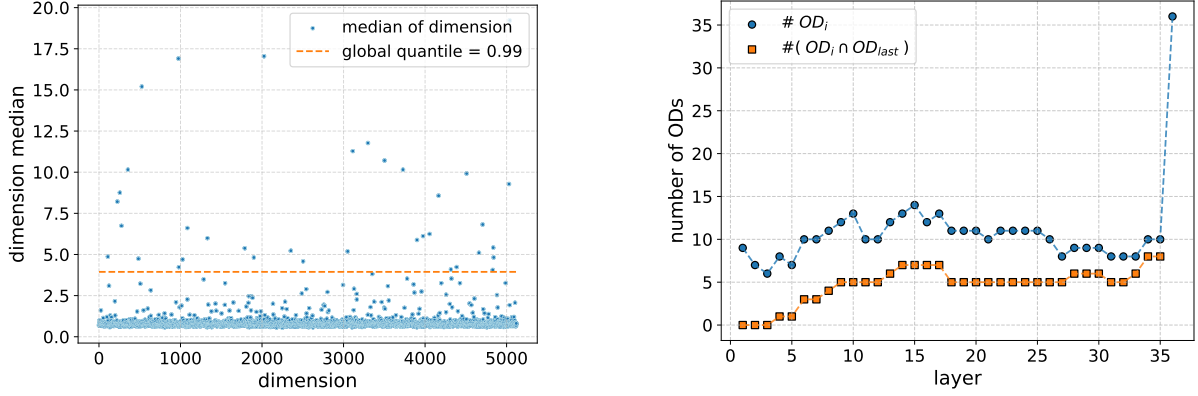 20.0
17.5
15.0
12.5
10.0
7.5
5.0
2.5
0.0
dimension median
median of dimension
global quantile = 0.99
0 1000 2000 3000 4000 5000
dimension
35
30
25
20
15
10
5
0
number of ODs
# OD_i
#( OD_i ∩ OD_last )
0 5 10 15 20 25 30 35
layer